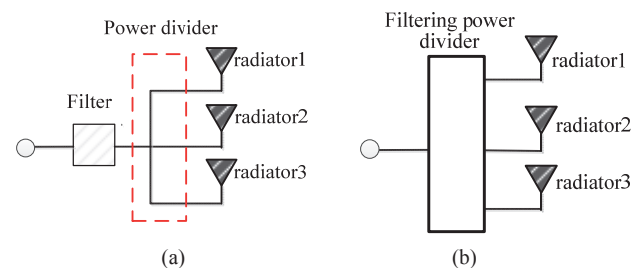 Power divider
radiator1
Filter
radiator2
radiator3
(a)
Filtering power
divider
radiator1
radiator2
radiator3
(b)